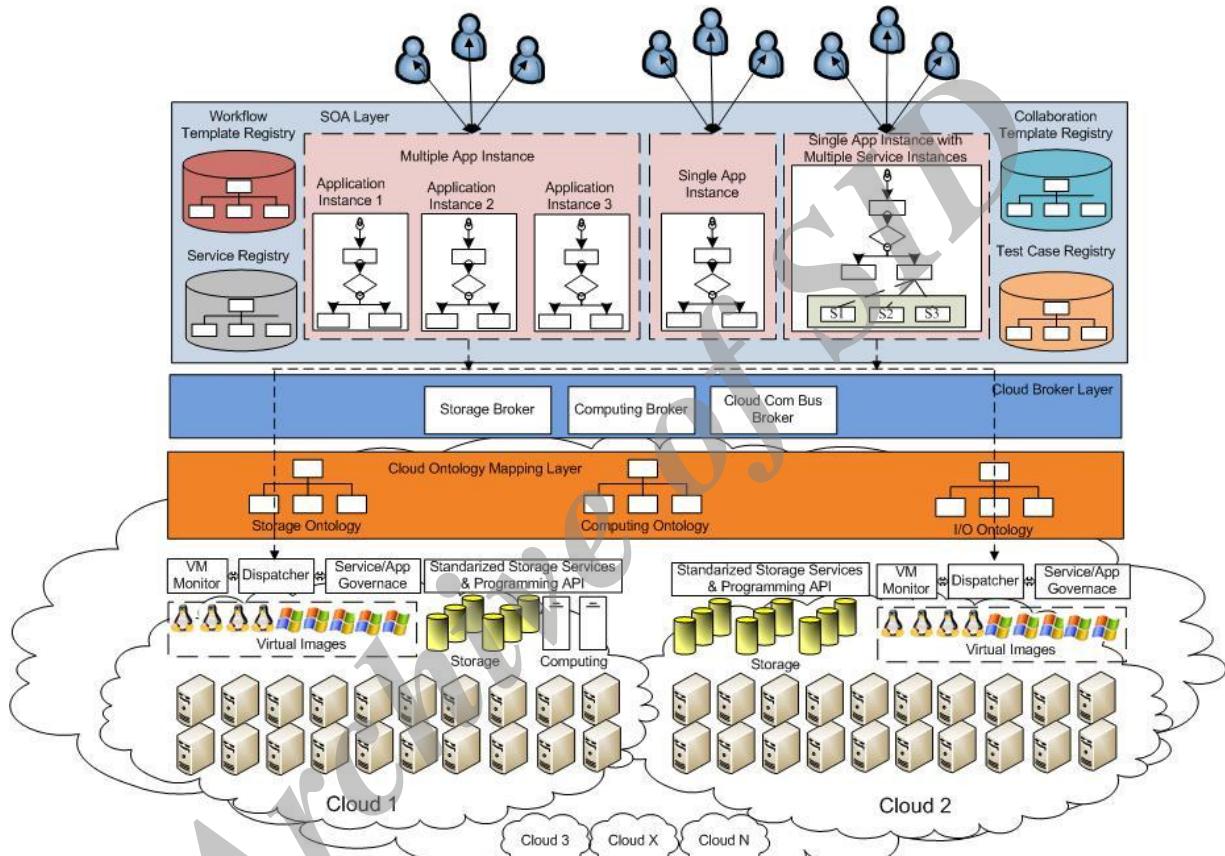 Workflow
Template Registry
SOA Layer
Collaboration
Template Registry
Multiple App Instance
Single App Instance with
Multiple Service Instances
Application
Instance 1
Application
Instance 2
Application
Instance 3
Single App
Instance
Service Registry
Test Case Registry
S1
S2
S3
Cloud Broker Layer
Storage Broker
Computing Broker
Cloud Com Bus
Broker
Cloud Ontology Mapping Layer
Storage Ontology
Computing Ontology
I/O Ontology
VM
Monitor
Dispatcher
Service/App
Governace
Standarized Storage Services
& Programming API
Standarized Storage Services
& Programming API
VM
Monitor
Dispatcher
Service/App
Governace
Virtual Images
Storage
Computing
Storage
Virtual Images
Cloud 1
Cloud 2
Cloud 3
Cloud X
Cloud N
Archive of SID